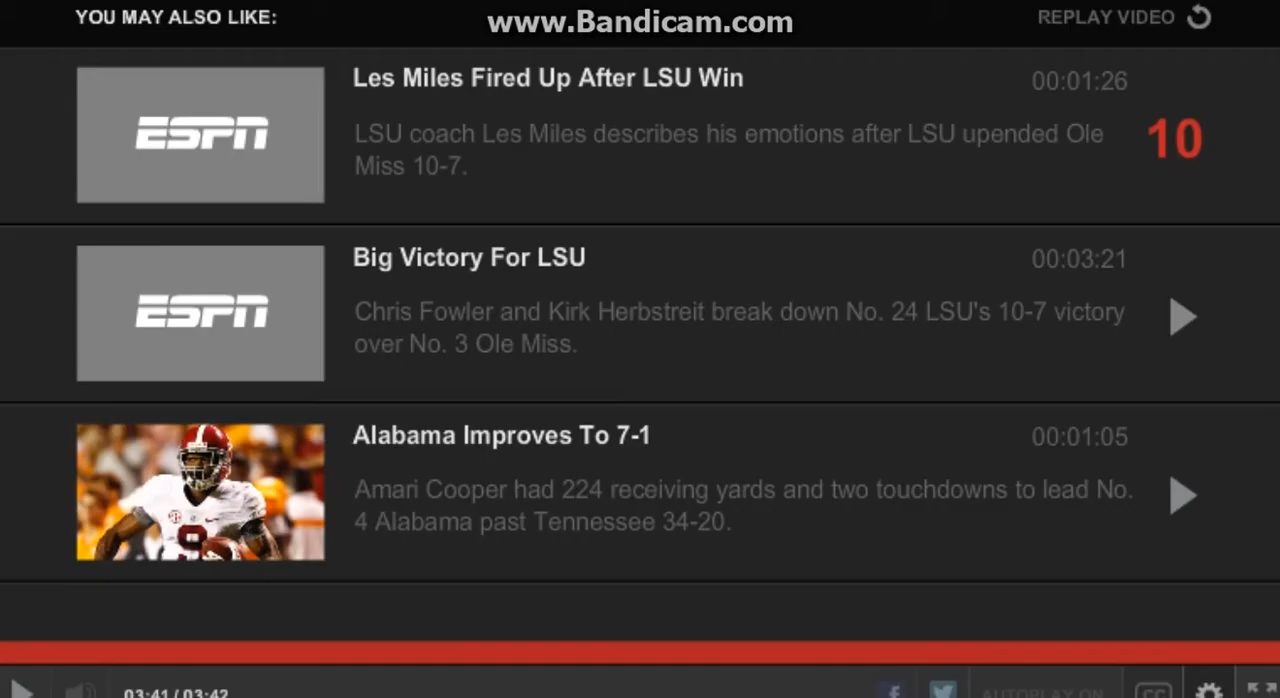 YOU MAY ALSO LIKE:
www.Bandicam.com
REPLAY VIDEO
ESPN
Les Miles Fired Up After LSU Win
00:01:26
LSU coach Les Miles describes his emotions after LSU upended Ole
Miss 10-7.
10
ESPN
Big Victory For LSU
00:03:21
Chris Fowler and Kirk Herbstreit break down No. 24 LSU's 10-7 victory
over No. 3 Ole Miss.
Alabama Improves To 7-1
00:01:05
Amari Cooper had 224 receiving yards and two touchdowns to lead No.
4 Alabama past Tennessee 34-20.
9
03:41 / 03:42
AUTOPLAY ON
CC